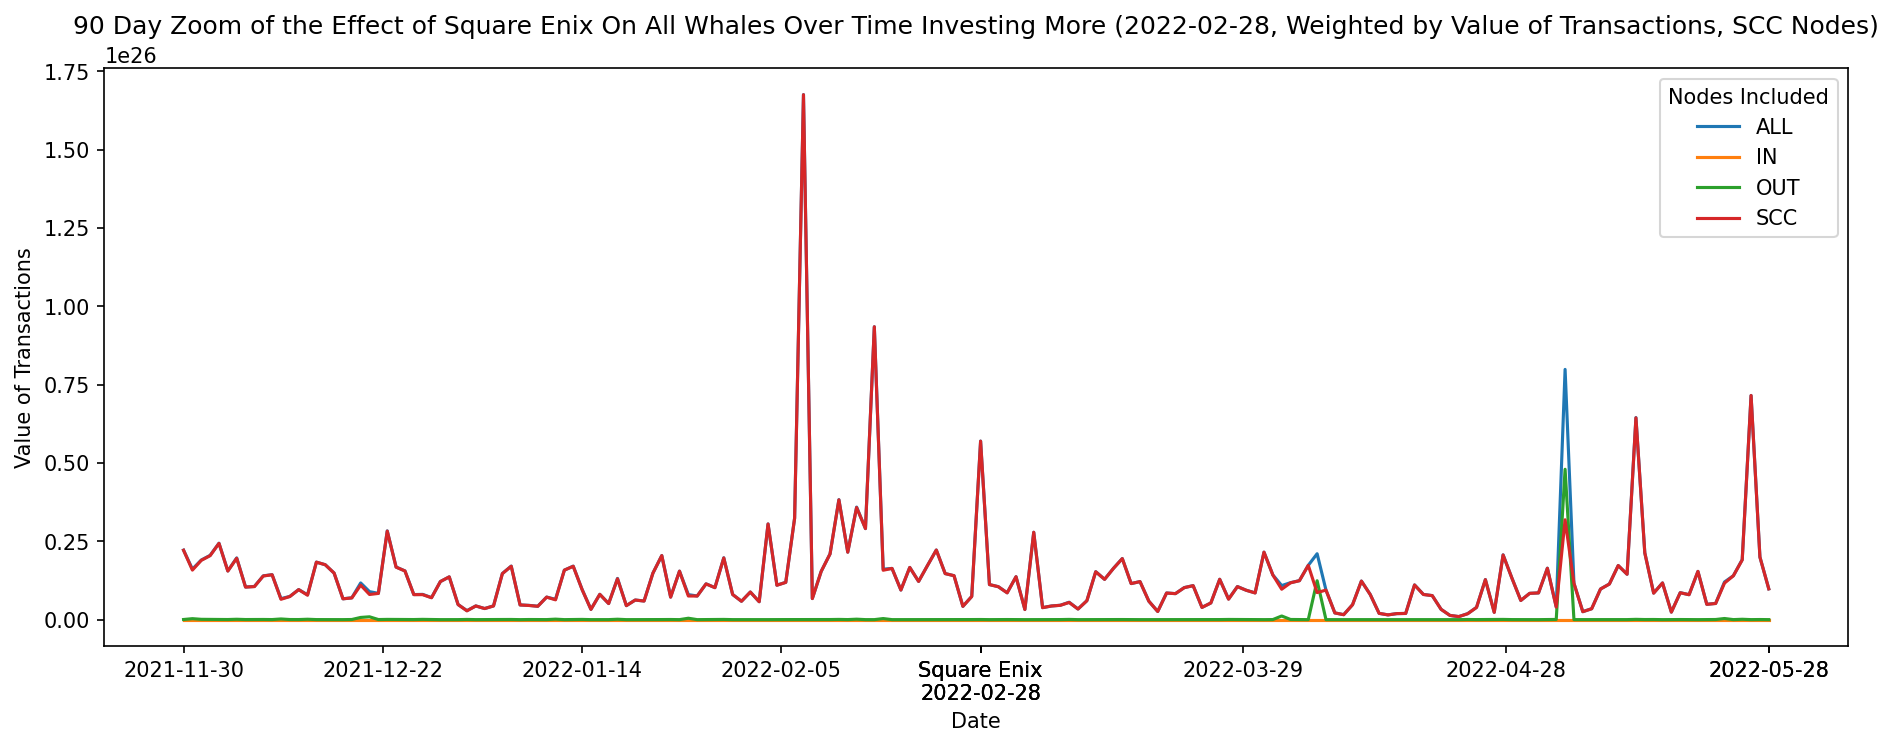 90 Day Zoom of the Effect of Square Enix On All Whales Over Time Investing More (2022-02-28, Weighted by Value of Transactions, SCC Nodes)
1e26
1.75
1.50
1.25
1.00
0.75
0.50
0.25
0.00
Value of Transactions
Nodes Included
ALL
IN
OUT
SCC
2021-11-30
2021-12-22
2022-01-14
2022-02-05
Square Enix
2022-02-28
2022-03-29
2022-04-28
2022-05-28
Date